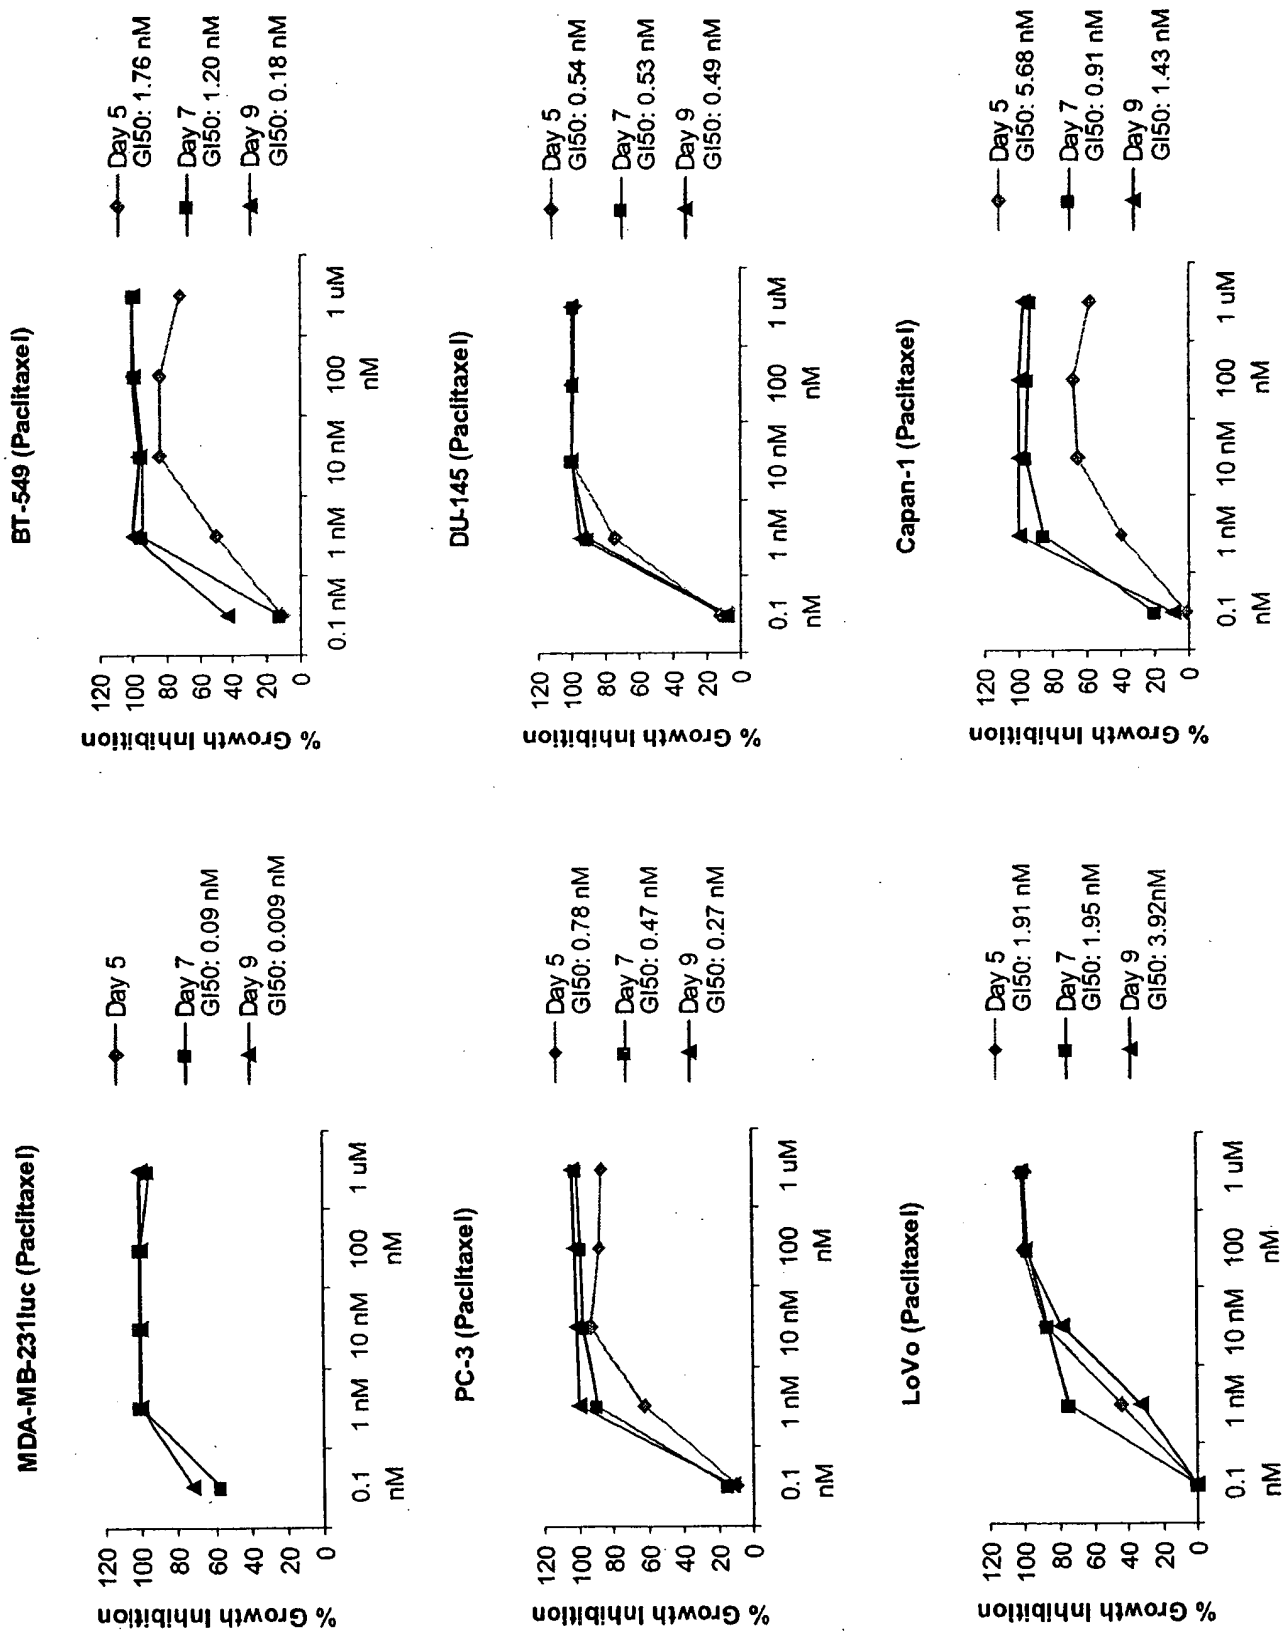 MDA-MB-231luc (Paclitaxel)
% Growth Inhibition
120
100
80
60
40
20
0
0.1
nM
1 nM
10 nM
100
nM
1 uM
Day 5
Day 7
GI50: 0.09 nM
Day 9
GI50: 0.009 nM
BT-549 (Paclitaxel)
% Growth Inhibition
120
100
80
60
40
20
0
0.1 nM
1 nM
10 nM
100
nM
1 uM
Day 5
GI50: 1.76 nM
Day 7
GI50: 1.20 nM
Day 9
GI50: 0.18 nM
PC-3 (Paclitaxel)
% Growth Inhibition
120
100
80
60
40
20
0
0.1
nM
1 nM
10 nM
100
nM
1 uM
Day 5
GI50: 0.78 nM
Day 7
GI50: 0.47 nM
Day 9
GI50: 0.27 nM
DU-145 (Paclitaxel)
% Growth Inhibition
120
100
80
60
40
20
0
0.1
nM
1 nM
10 nM
100
nM
1 uM
Day 5
GI50: 0.54 nM
Day 7
GI50: 0.53 nM
Day 9
GI50: 0.49 nM
LoVo (Paclitaxel)
% Growth Inhibition
120
100
80
60
40
20
0
0.1
nM
1 nM
10 nM
100
nM
1 uM
Day 5
GI50: 1.91 nM
Day 7
GI50: 1.95 nM
Day 9
GI50: 3.92nM
Capan-1 (Paclitaxel)
% Growth Inhibition
120
100
80
60
40
20
0
0.1
nM
1 nM
10 nM
100
nM
1 uM
Day 5
GI50: 5.68 nM
Day 7
GI50: 0.91 nM
Day 9
GI50: 1.43 nM